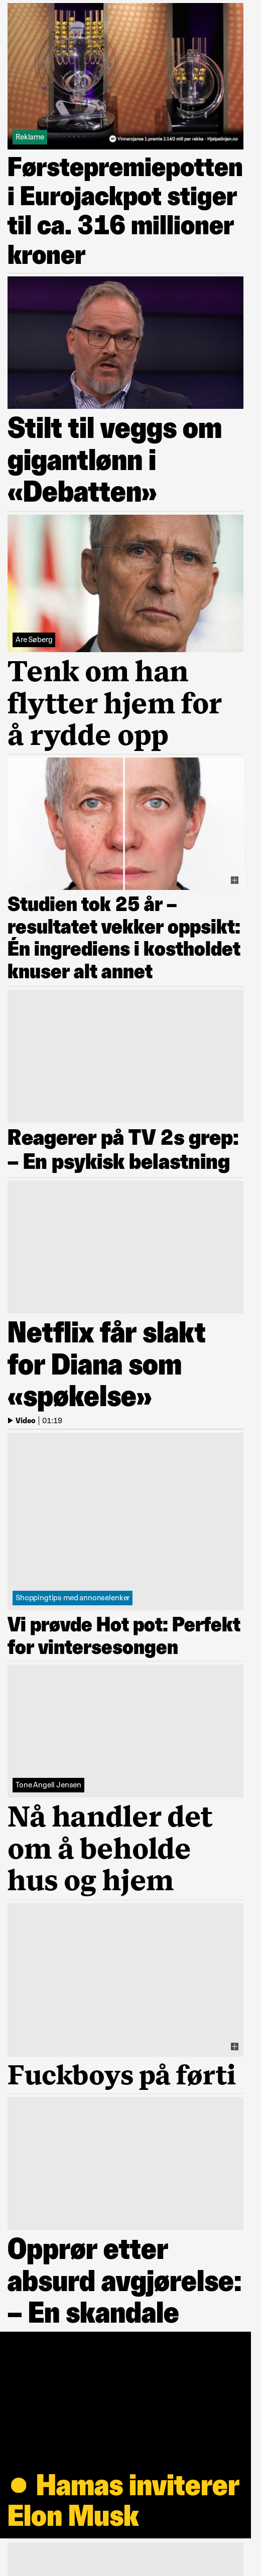 Reklame
Vinnersjanse 1.premie 1:140 mill per rekke - Hjelpelinjen.no
Førstepremiepotten
i Eurojackpot stiger
til ca. 316 millioner
kroner
Stilt til veggs om
gigantlønn i
«Debatten»
Are Søberg
Tenk om han
flytter hjem for
å rydde opp
Studien tok 25 år –
resultatet vekker oppsikt:
Én ingrediens i kostholdet
knuser alt annet
Reagerer på TV 2s grep:
– En psykisk belastning
Netflix får slakt
for Diana som
«spøkelse»
Video | 01:19
Shoppingtips med annonselenker
Vi prøvde Hot pot: Perfekt
for vintersesongen
Tone Angell Jensen
Nå handler det
om å beholde
hus og hjem
Fuckboys på førti
Opprør etter
absurd avgjørelse:
– En skandale
Hamas inviterer
Elon Musk